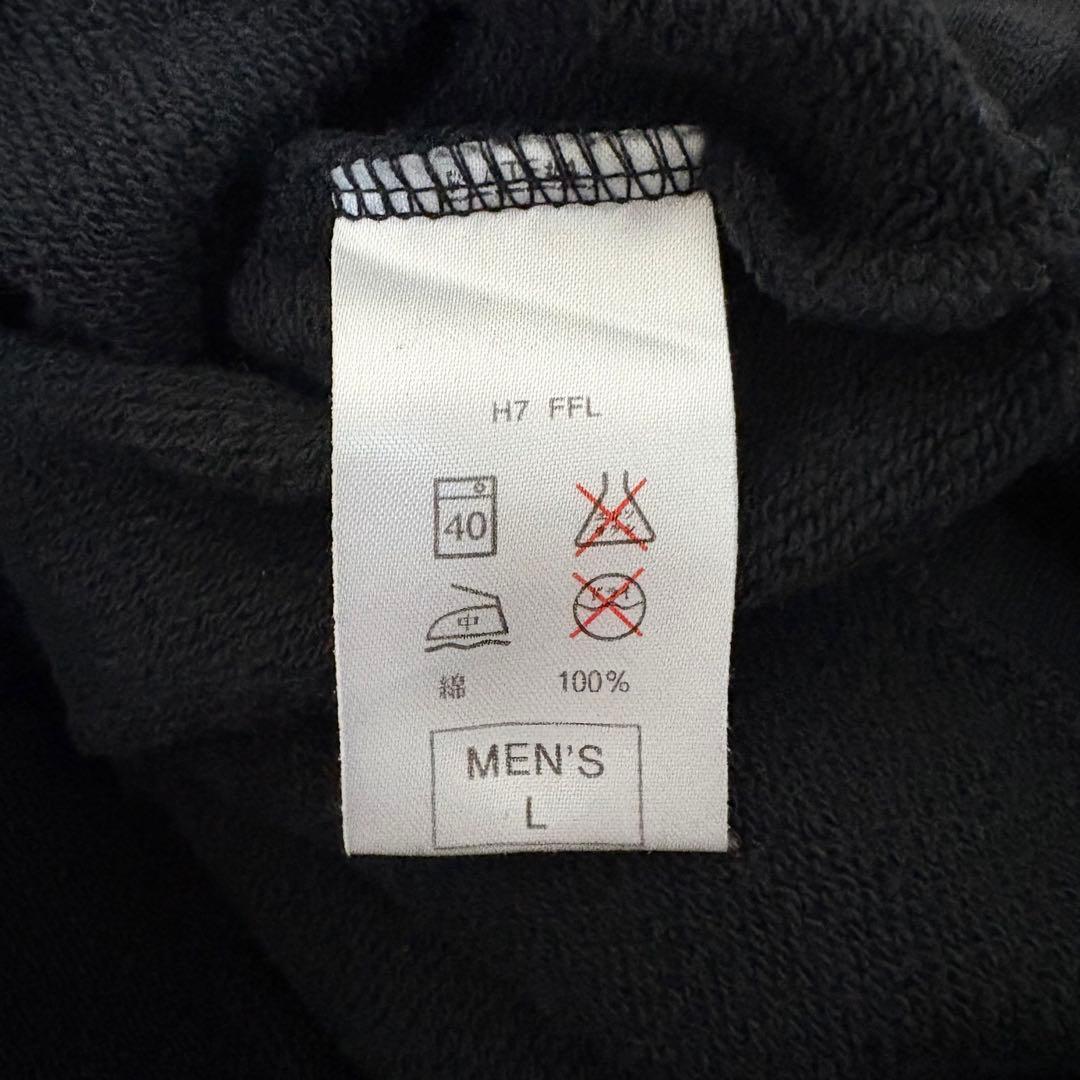 H7 FFL
40
中
綿 100%
MEN'S
L